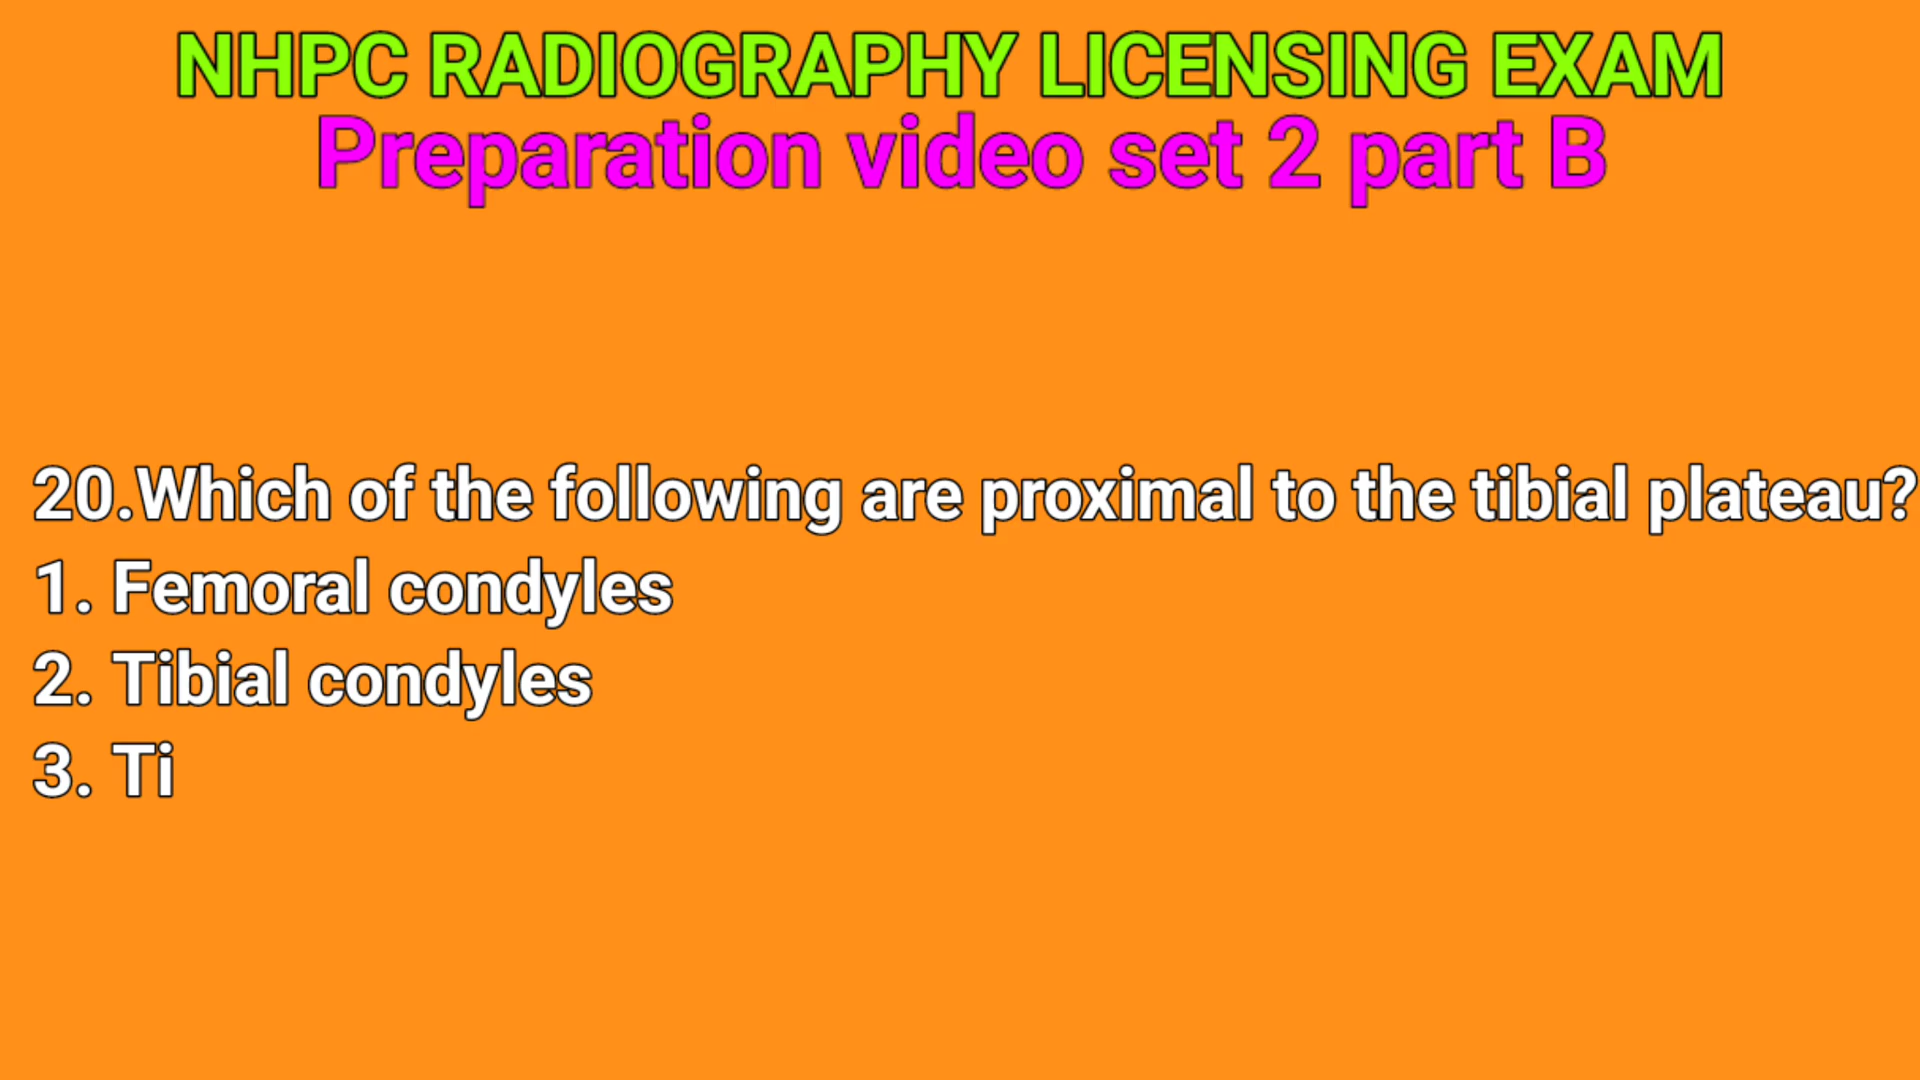 NHPC RADIOGRAPHY LICENSING EXAM
Preparation video set 2 part B
20.Which of the following are proximal to the tibial plateau?
1. Femoral condyles
2. Tibial condyles
3. Ti